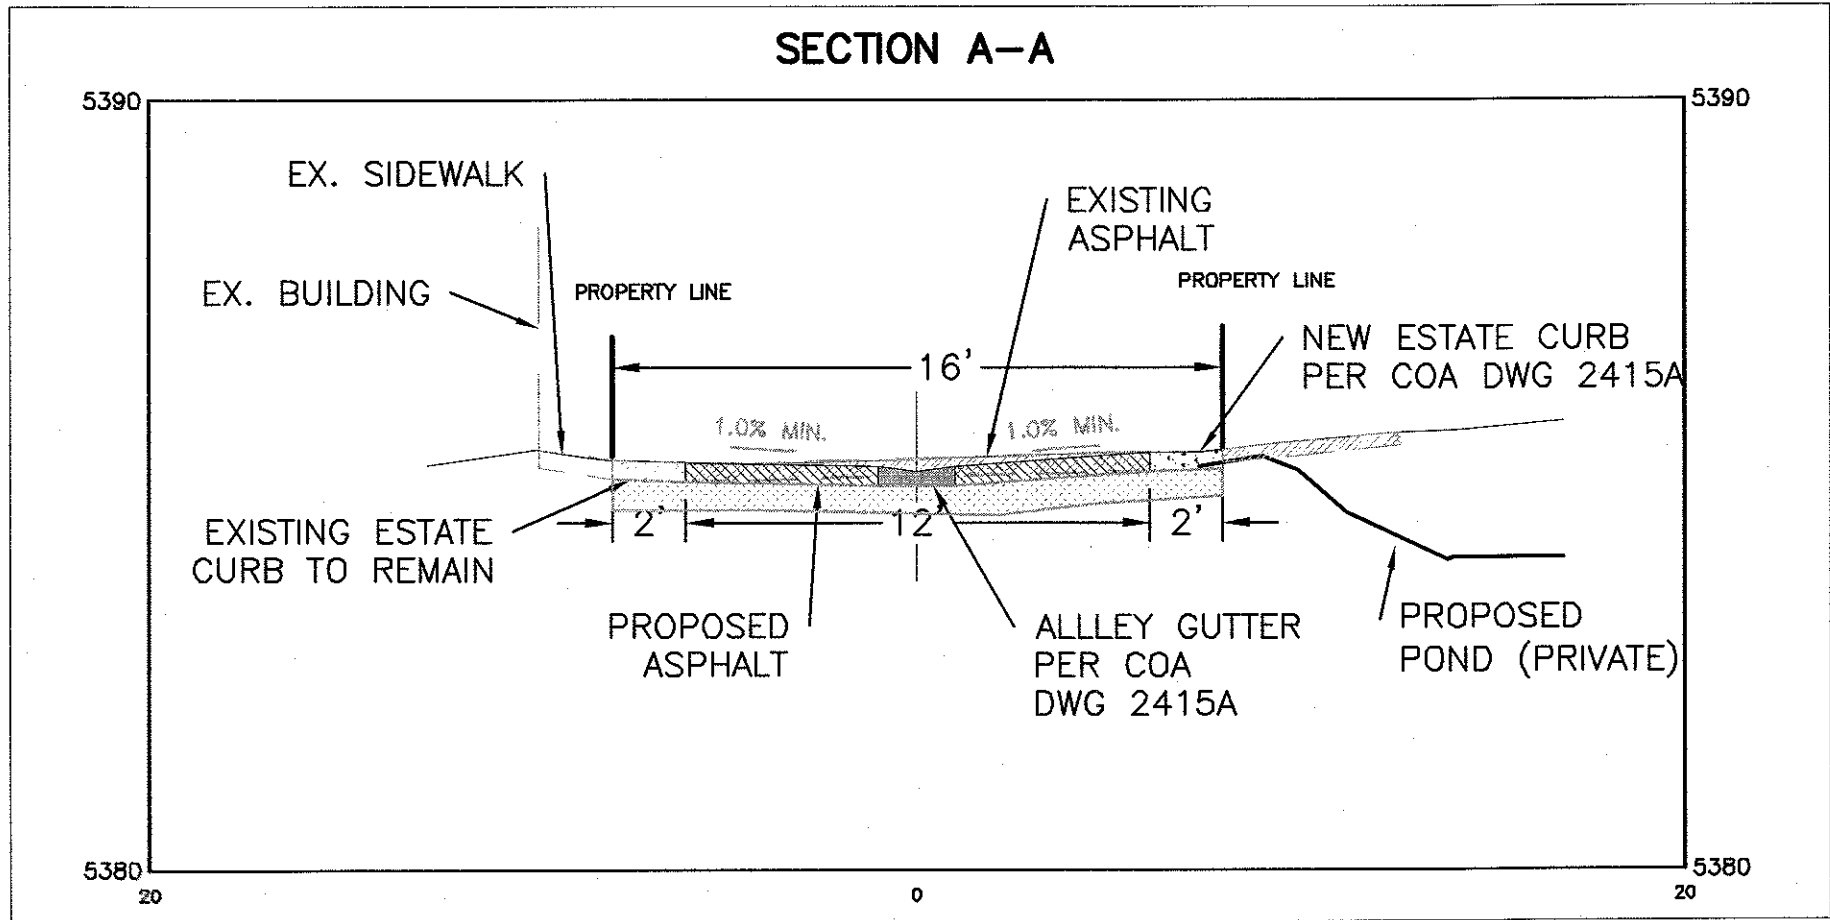 SECTION A-A
5390
5390
EX. SIDEWALK
EXISTING
ASPHALT
EX. BUILDING
PROPERTY LINE
PROPERTY LINE
NEW ESTATE CURB
PER COA DWG 2415A
16'
1.0% MIN.
1.0% MIN.
2'
12'
2'
EXISTING ESTATE
CURB TO REMAIN
PROPOSED
ASPHALT
ALLLEY GUTTER
PER COA
DWG 2415A
PROPOSED
POND (PRIVATE)
5380
5380
20
0
20